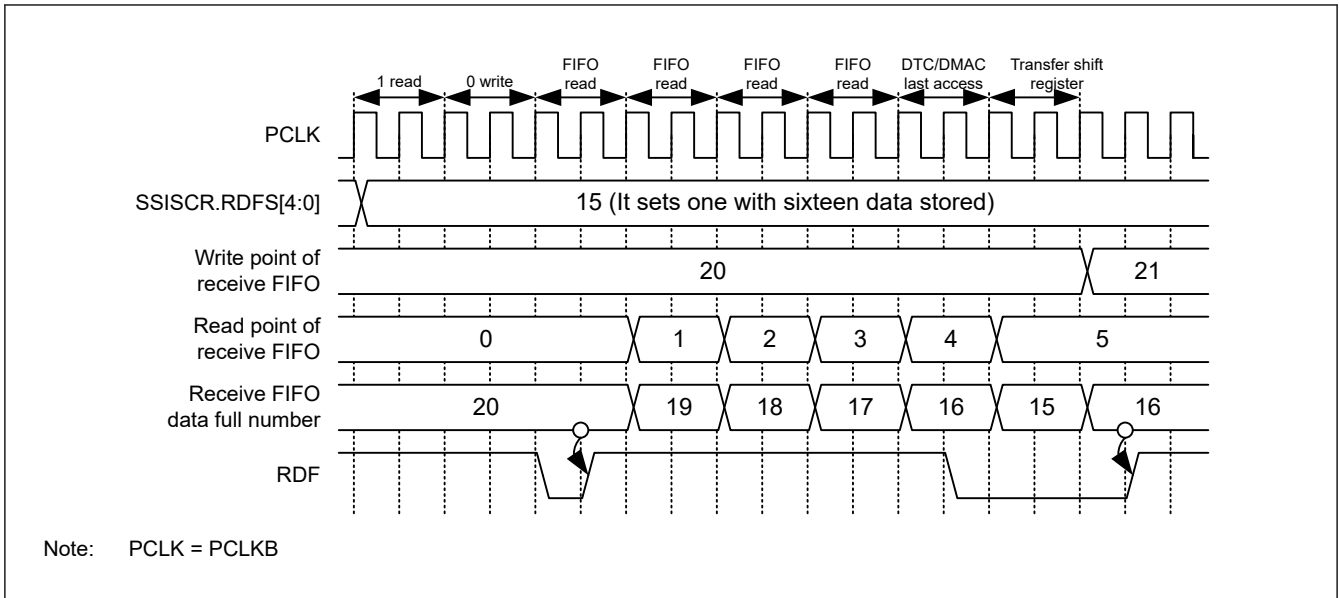 FIFO FIFO FIFO FIFO DTC/DMAC Transfer shift
1 read 0 write read read read read last access register
PCLK
SSISCR.RDFS[4:0] 15 (It sets one with sixteen data stored)
Write point of
receive FIFO
20 21
Read point of
receive FIFO
0 1 2 3 4 5
Receive FIFO
data full number
20 19 18 17 16 15 16
RDF
Note: PCLK = PCLKB